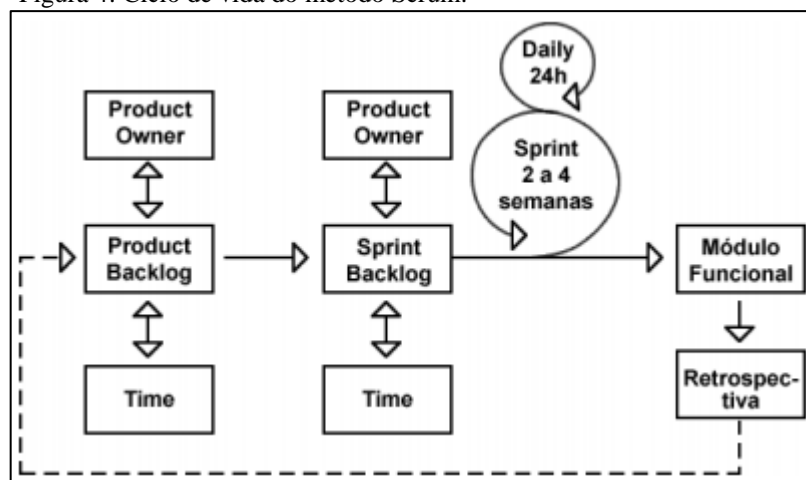 Figura 4: Ciclo de vida do método Scrum.
Daily
24h
Product
Owner
Product
Owner
Sprint
2 a 4
semanas
Product
Backlog
Sprint
Backlog
Módulo
Funcional
Time
Time
Retrospec-
tiva